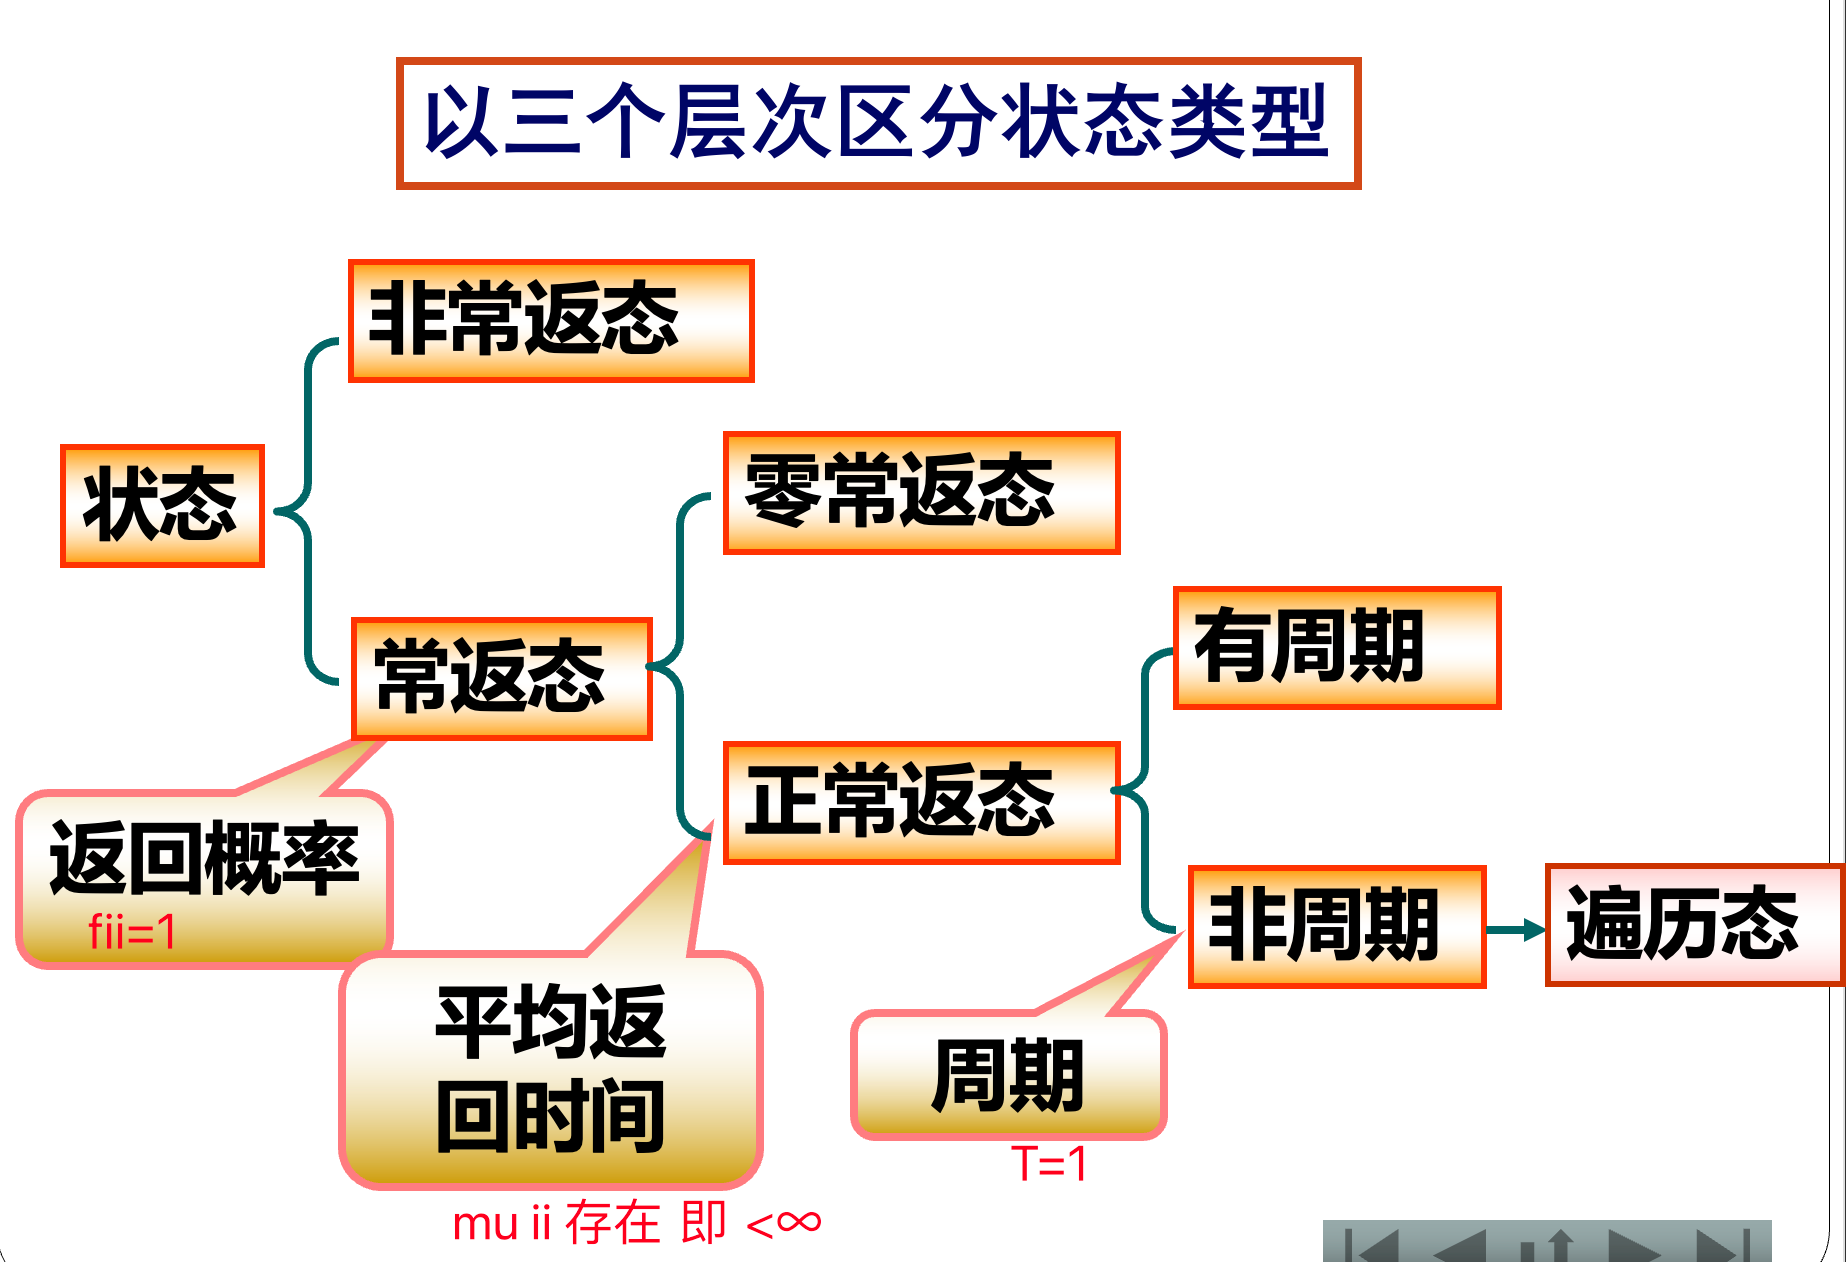 以三个层次区分状态类型
非常返态
状态
零常返态
常返态
有周期
正常返态
返回概率
fii=1
非周期
遍历态
平均返
回时间
周期
T=1
mu ii 存在 即 <∞